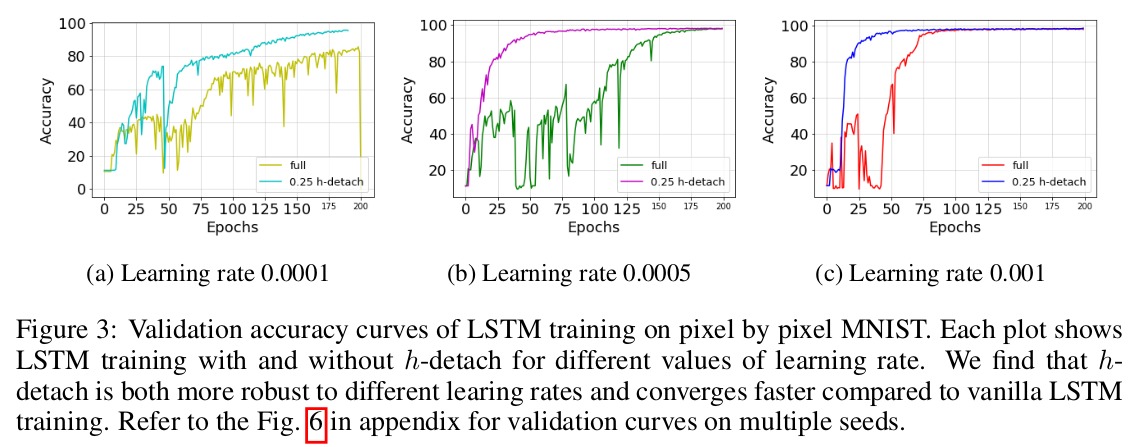 100
80
60
40
20
0
Accuracy
full
0.25 h-detach
0 25 50 75 100 125 150 175 200
Epochs
(a) Learning rate 0.0001
100
80
60
40
20
Accuracy
full
0.25 h-detach
0 25 50 75 100 125 150 175 200
Epochs
(b) Learning rate 0.0005
100
80
60
40
20
Accuracy
full
0.25 h-detach
0 25 50 75 100 125 150 175 200
Epochs
(c) Learning rate 0.001
Figure 3: Validation accuracy curves of LSTM training on pixel by pixel MNIST. Each plot shows
LSTM training with and without h-detach for different values of learning rate. We find that h-
detach is both more robust to different learing rates and converges faster compared to vanilla LSTM
training. Refer to the Fig. 6 in appendix for validation curves on multiple seeds.